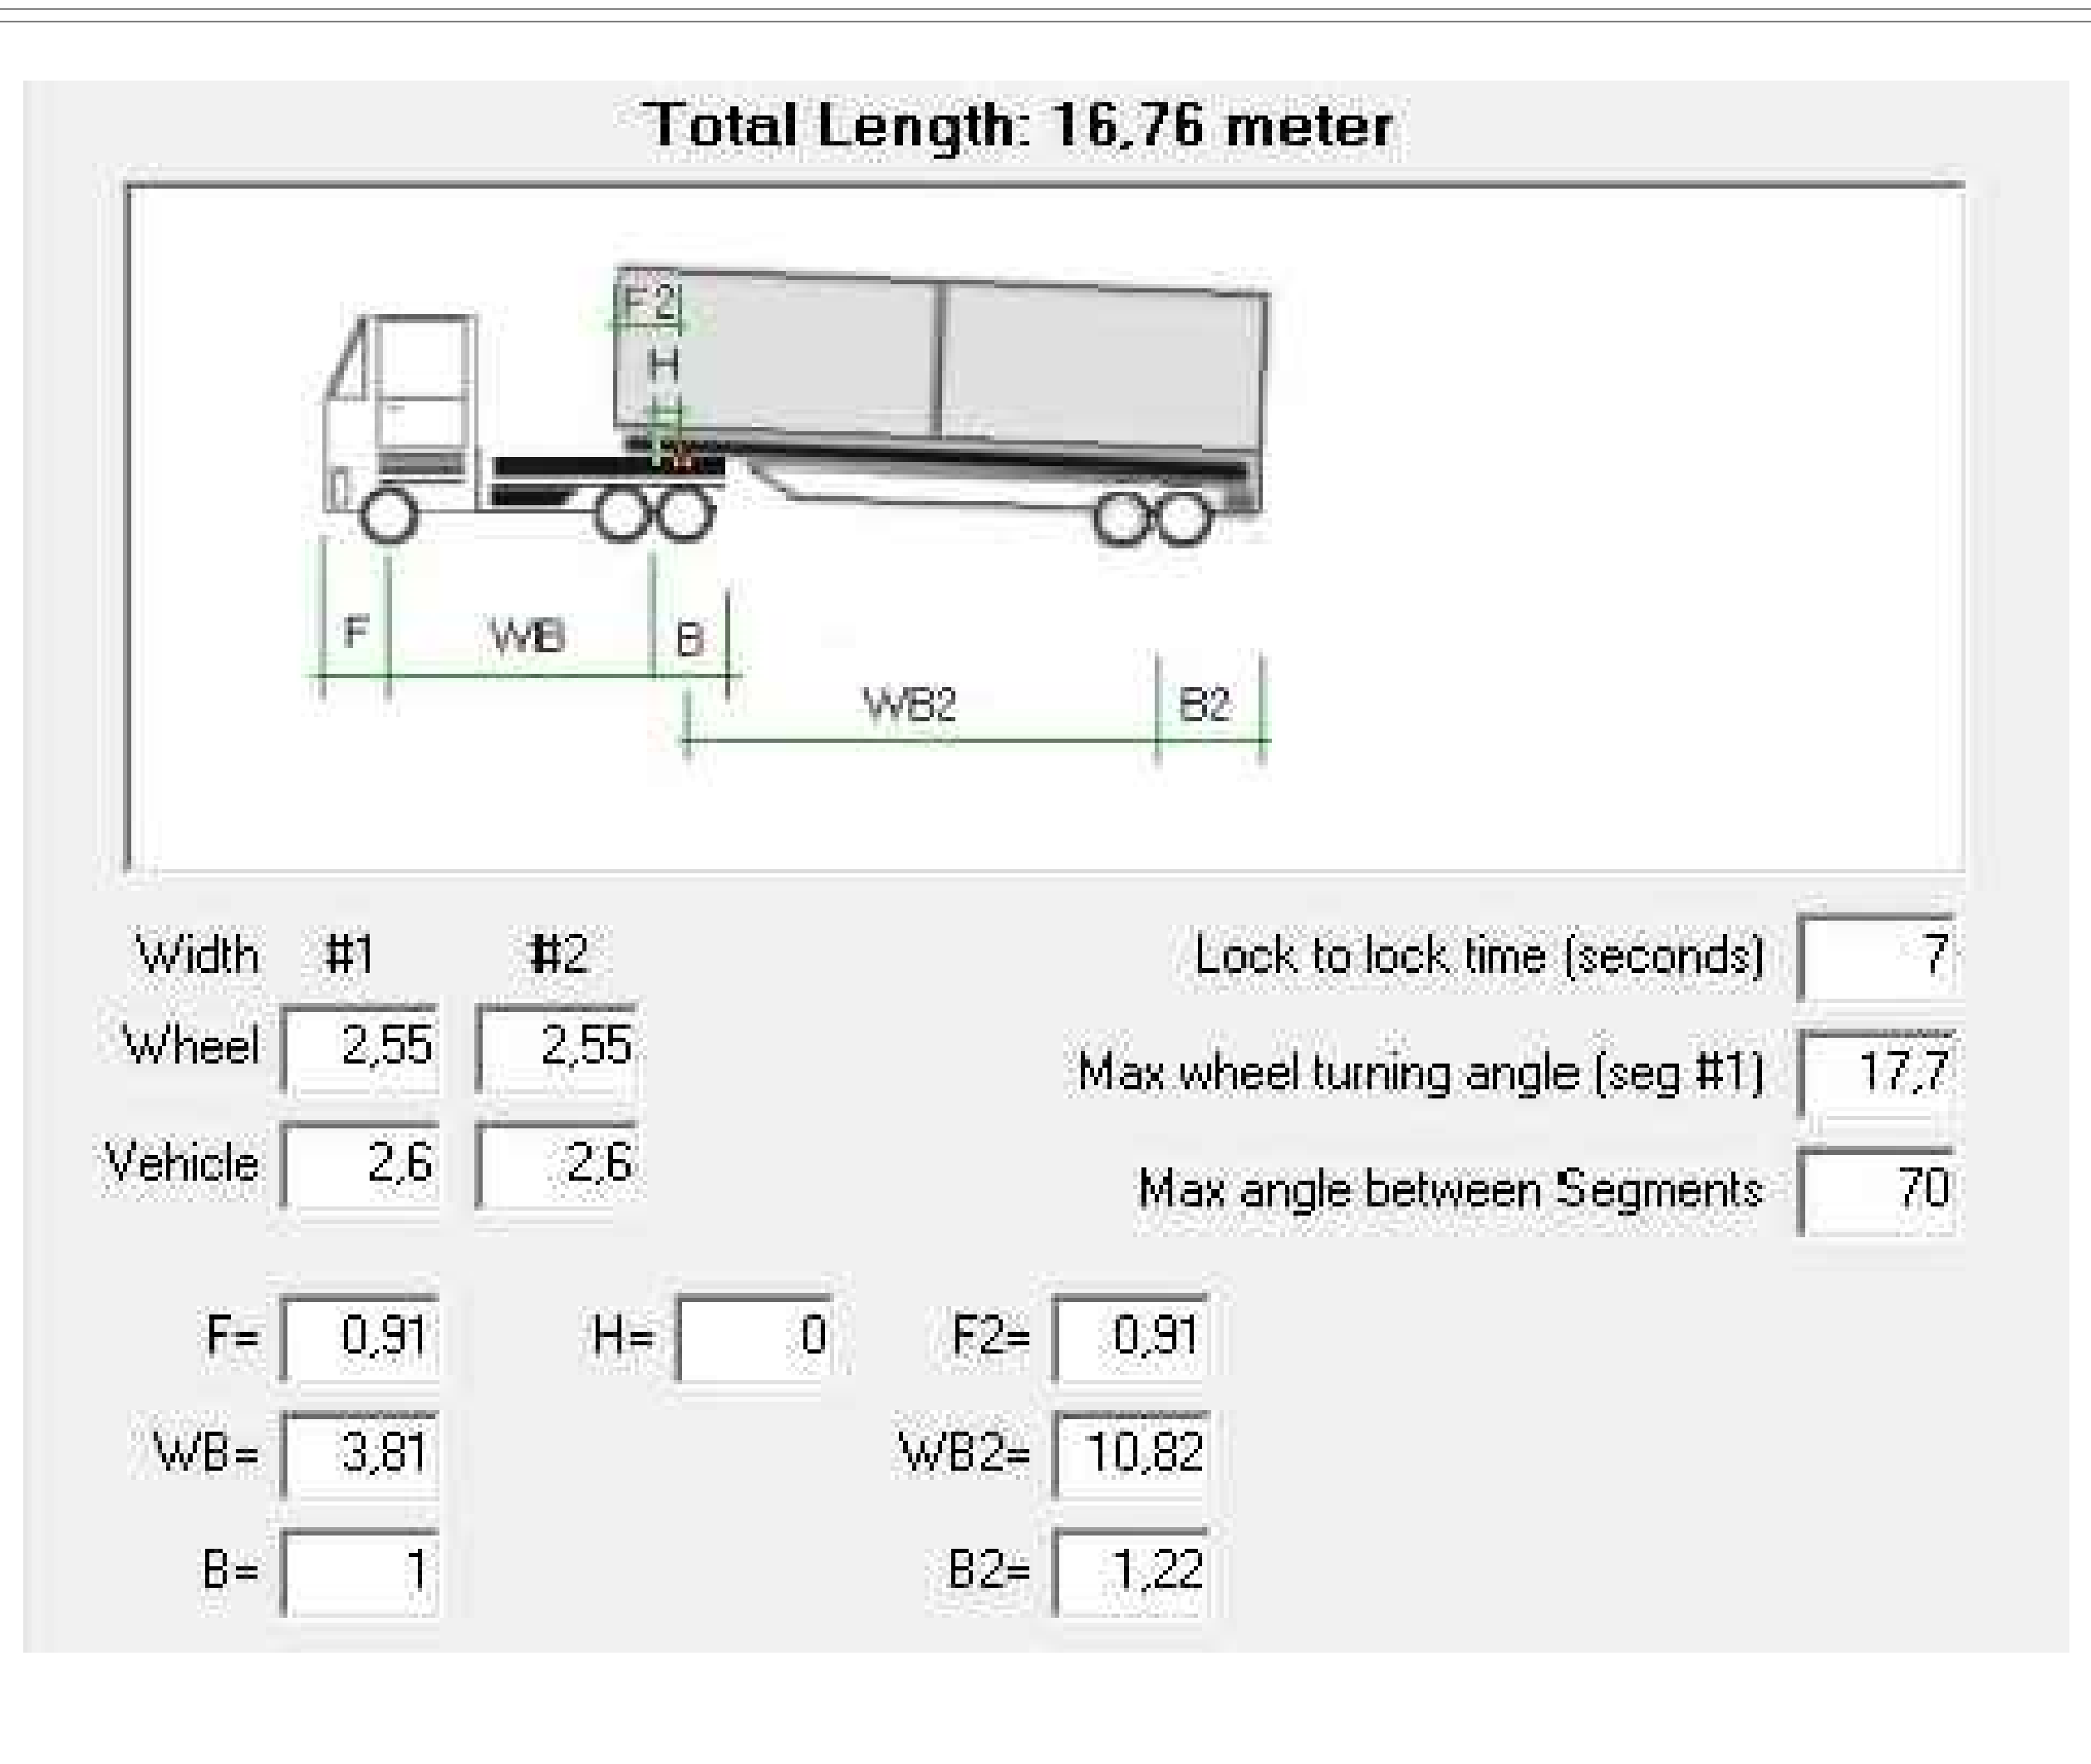 Total Length: 16,76 meter
F2
H
F WB B
WB2 B2
Width #1 #2
Lock to lock time (seconds) 7
Wheel 2,55 2,55
Max wheel turning angle (seg #1) 17,7
Vehicle 2,6 2,6
Max angle between Segments 70
F= 0,91 H= 0 F2= 0,91
WB= 3,81 WB2= 10,82
B= 1 B2= 1,22